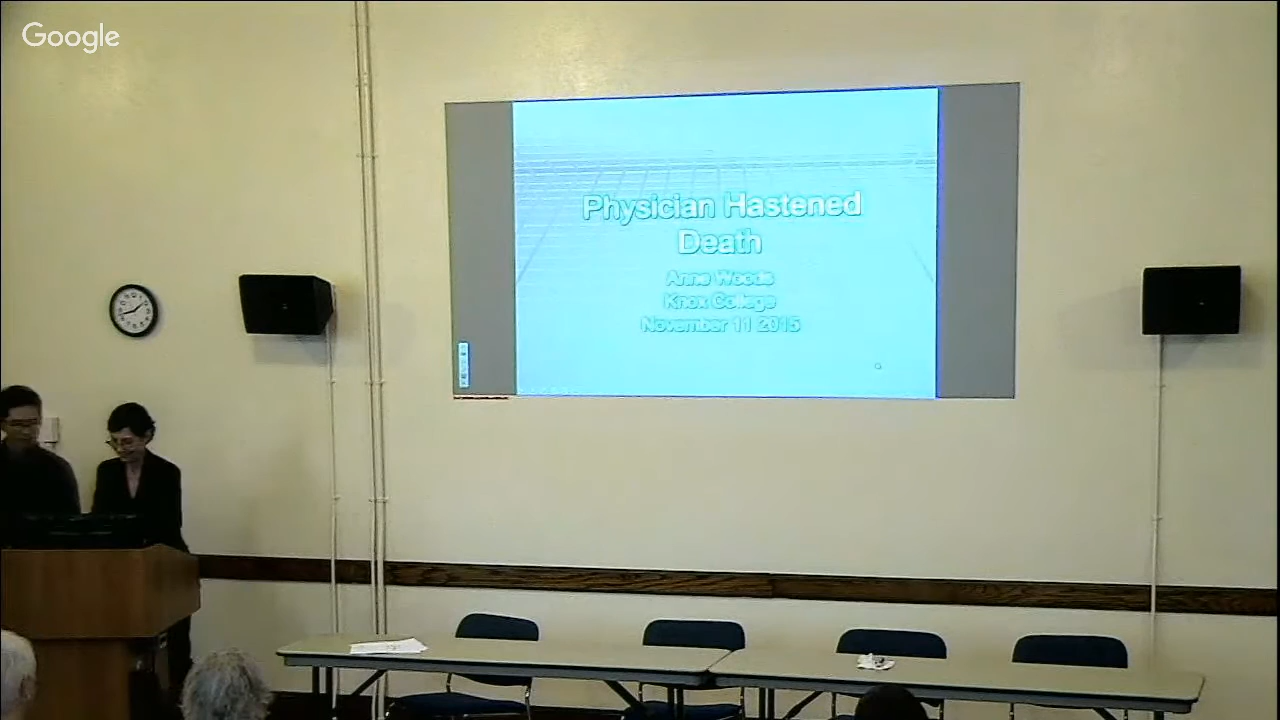 Google
Physician Hastened
Death
Anne Woods
Knox College
November 11 2015